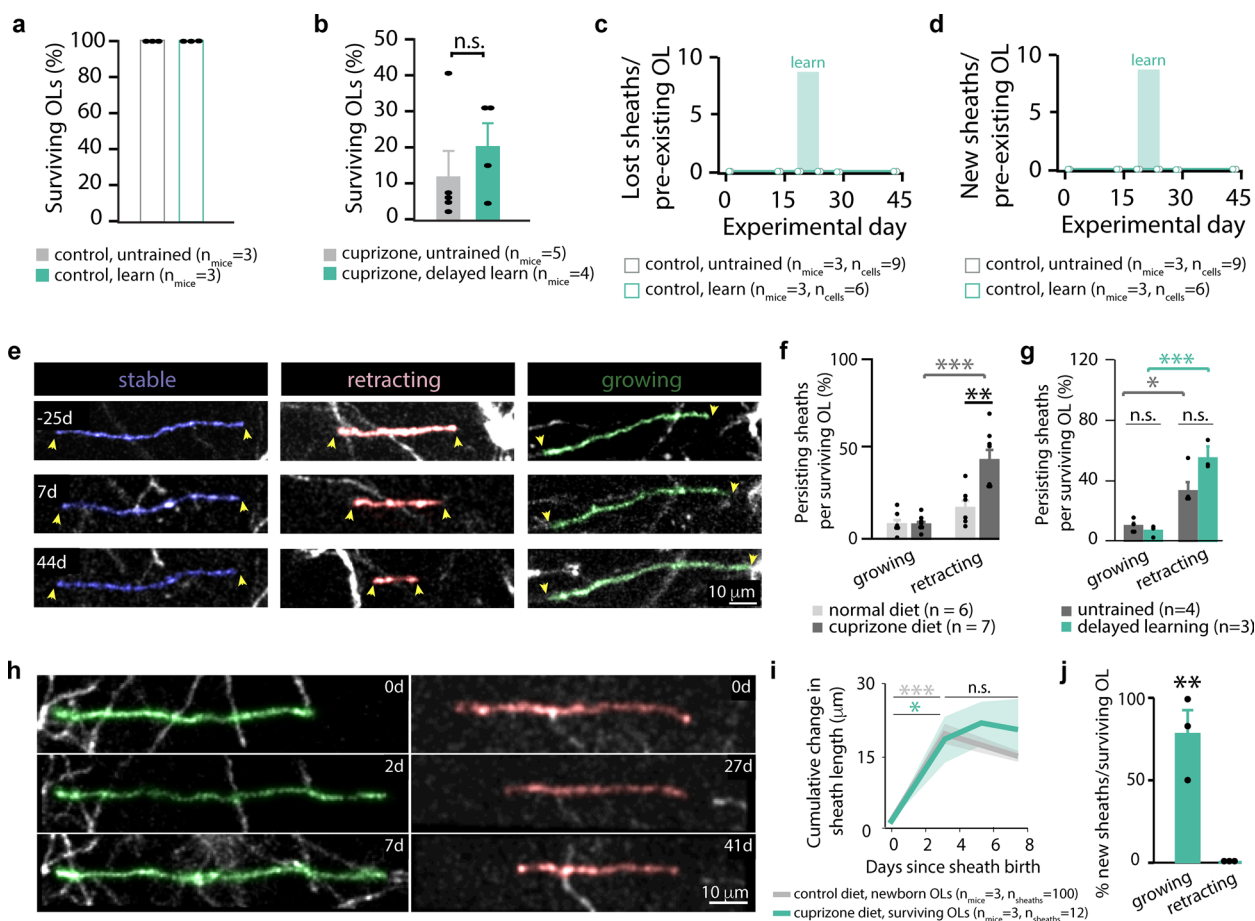 a
Surviving OLs (%)
100
80
60
40
20
0
control, untrained (nmice=3)
control, learn (nmice=3)
b
Surviving OLs (%)
50
40
30
20
10
0
n.s.
cuprizone, untrained (nmice=5)
cuprizone, delayed learn (nmice=4)
c
Lost sheaths/
pre-existing OL
10
5
0
learn
0 15 30 45
Experimental day
control, untrained (nmice=3, ncells=9)
control, learn (nmice=3, ncells=6)
d
New sheaths/
pre-existing OL
10
5
0
learn
0 15 30 45
Experimental day
control, untrained (nmice=3, ncells=9)
control, learn (nmice=3, ncells=6)
e
stable retracting growing
-25d
7d
44d
10 μm
f
Persisting sheaths
per surviving OL (%)
100
50
0
***
**
growing
retracting
normal diet (n = 6)
cuprizone diet (n = 7)
g
Persisting sheaths
per surviving OL (%)
120
90
60
30
0
***
*
n.s. n.s.
growing
retracting
untrained (n=4)
delayed learning (n=3)
h
0d 0d
2d 27d
7d 41d
10 μm
i
Cumulative change in
sheath length (μm)
30
15
0
***
*
n.s.
0 2 4 6 8
Days since sheath birth
control diet, newborn OLs (nmice=3, nsheaths=100)
cuprizone diet, surviving OLs (nmice=3, nsheaths=12)
j
% new sheaths/surviving OL
100
50
0
**
growing
retracting